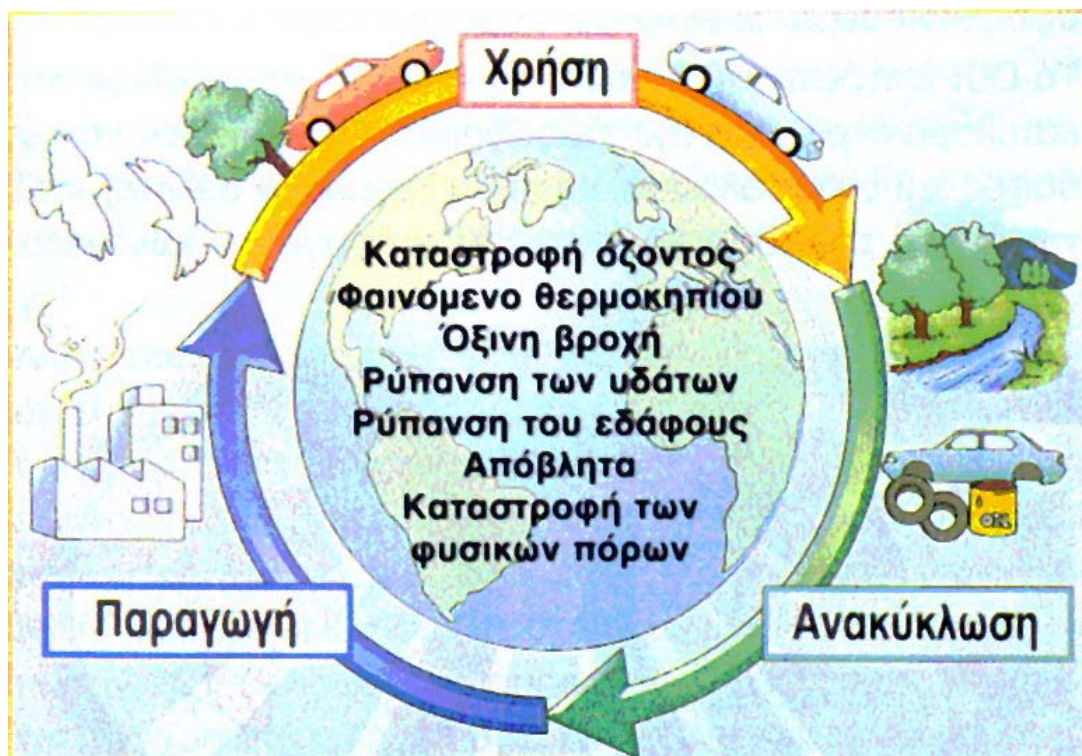 Χρήση
Καταστροφή όζοντος
Φαινόμενο θερμοκηπίου
Όξινη βροχή
Ρύπανση των υδάτων
Ρύπανση του εδάφους
Απόβλητα
Καταστροφή των
φυσικών πόρων
OIL
Παραγωγή
Ανακύκλωση